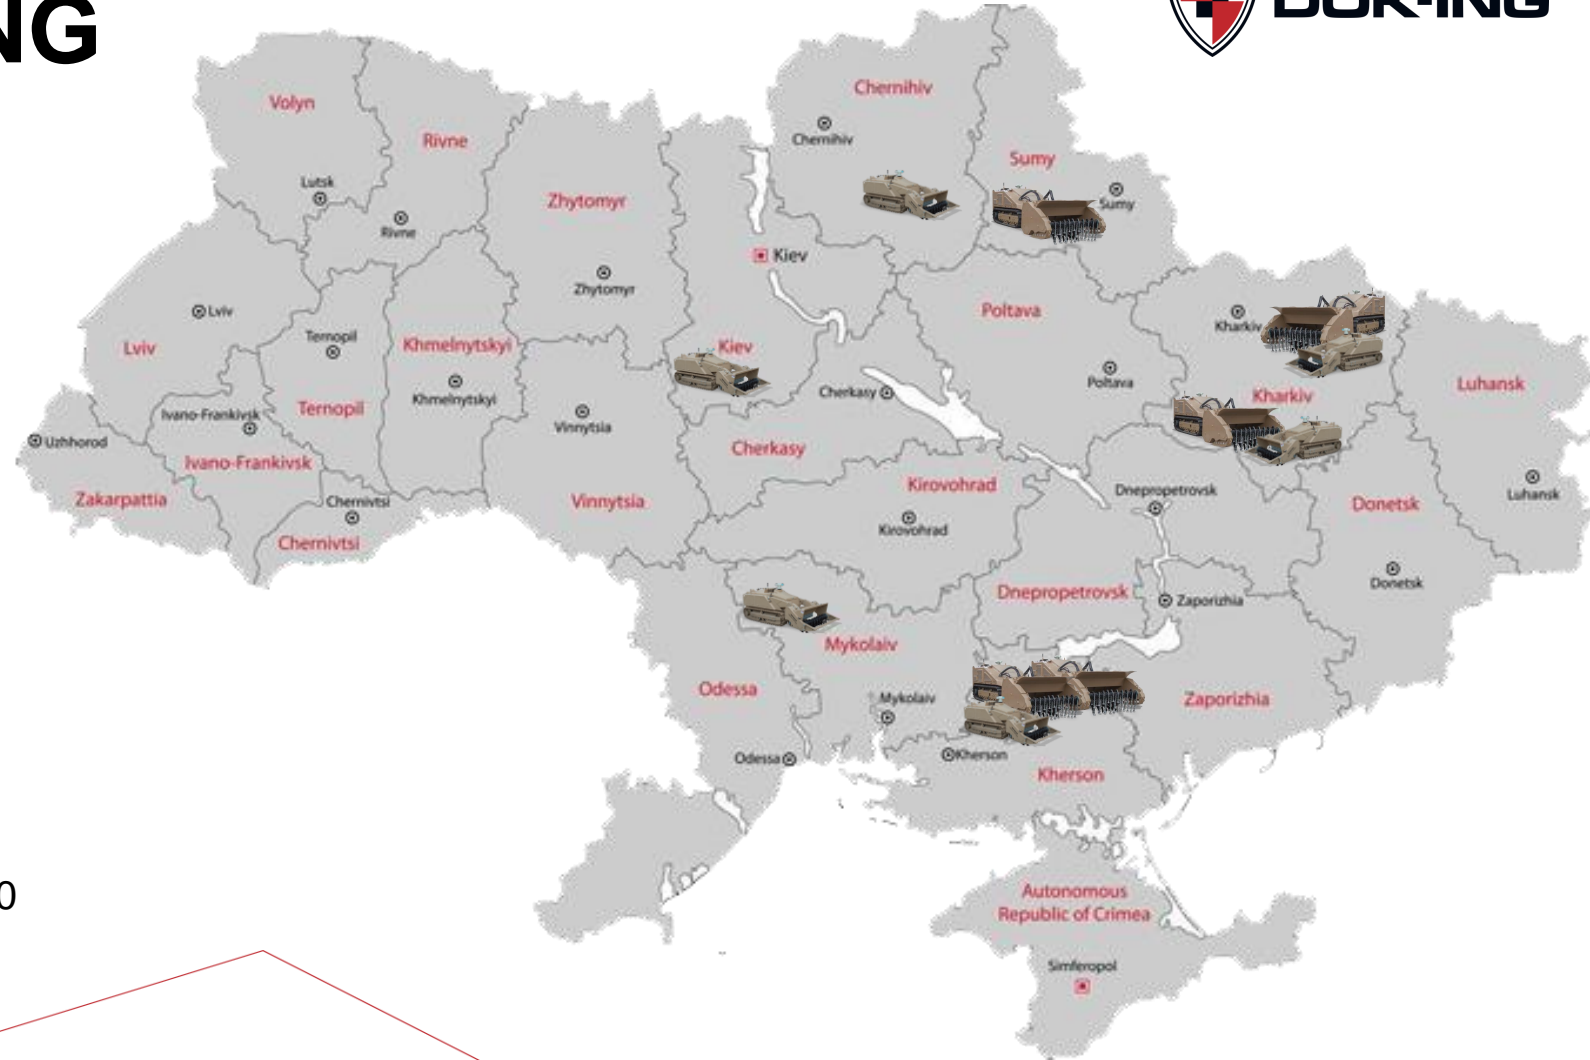 NG
DOK-ING
Volyn
Lutsk
Rivne
Rivne
Zhytomyr
Zhytomyr
Chernihiv
Chernihiv
Sumy
Sumy
Kiev
Kiev
Lviv
Lviv
Ternopil
Ternopil
Khmelnytskyi
Khmelnytskyi
Vinnytsia
Vinnytsia
Cherkasy
Cherkasy
Poltava
Poltava
Kharkiv
Kharkiv
Luhansk
Luhansk
Uzhhorod
Zakarpattia
Ivano-Frankivsk
Ivano-Frankivsk
Chernivtsi
Chernivtsi
Kirovohrad
Kirovohrad
Dnepropetrovsk
Dnepropetrovsk
Donetsk
Donetsk
Zaporizhia
Zaporizhia
Mykolaiv
Mykolaiv
Odessa
Odessa
Kherson
Kherson
Autonomous
Republic of Crimea
Simferopol
0